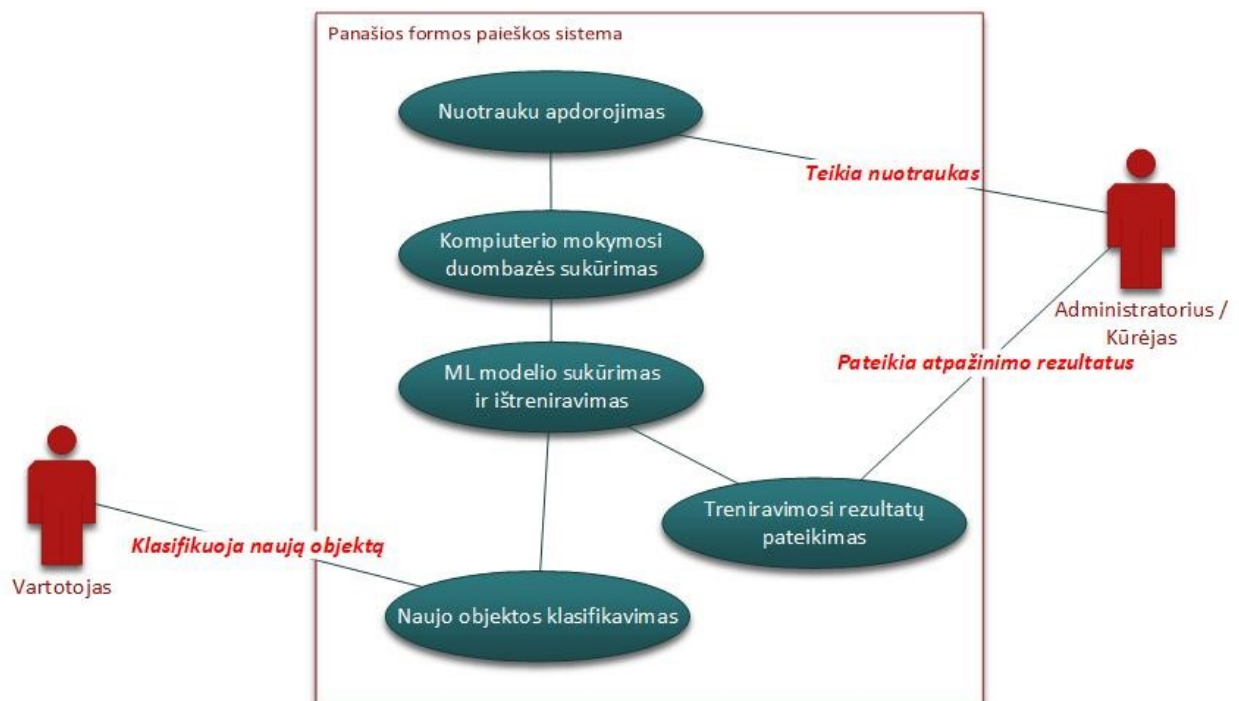 Panašios formos paieškos sistema
Nuotrauku apdorojimas
Teikia nuotraukas
Kompiuterio mokymosi
duombazės sukūrimas
Administratorius /
Kūrėjas
ML modelio sukūrimas
ir ištreniravimas
Pateikia atpažinimo rezultatus
Treniravimosi rezultatų
pateikimas
Klasifikuoja naują objektą
Vartotojas
Naujo objektos klasifikavimas